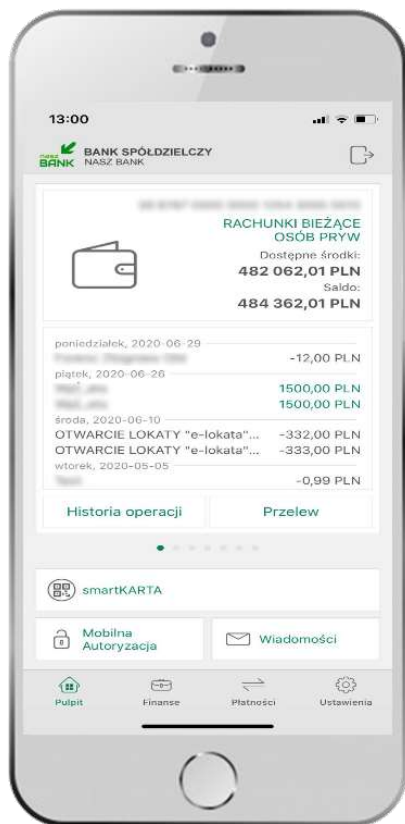 13:00
nasz
BANK
BANK SPÓŁDZIELCZY
NASZ BANK
RACHUNKI BIEŻĄCE
OSÓB PRYW
Dostępne środki:
482 062,01 PLN
Saldo:
484 362,01 PLN
poniedziałek, 2020-06-29
-12,00 PLN
piątek, 2020-06-26
1500,00 PLN
1500,00 PLN
środa, 2020-06-10
OTWARCIE LOKATY "e-lokata"... -332,00 PLN
OTWARCIE LOKATY "e-lokata"... -333,00 PLN
wtorek, 2020-05-05
-0,99 PLN
Historia operacji Przelew
smartKARTA
Mobilna
Autoryzacja
Wiadomości
Pulpit Finanse Płatności Ustawienia